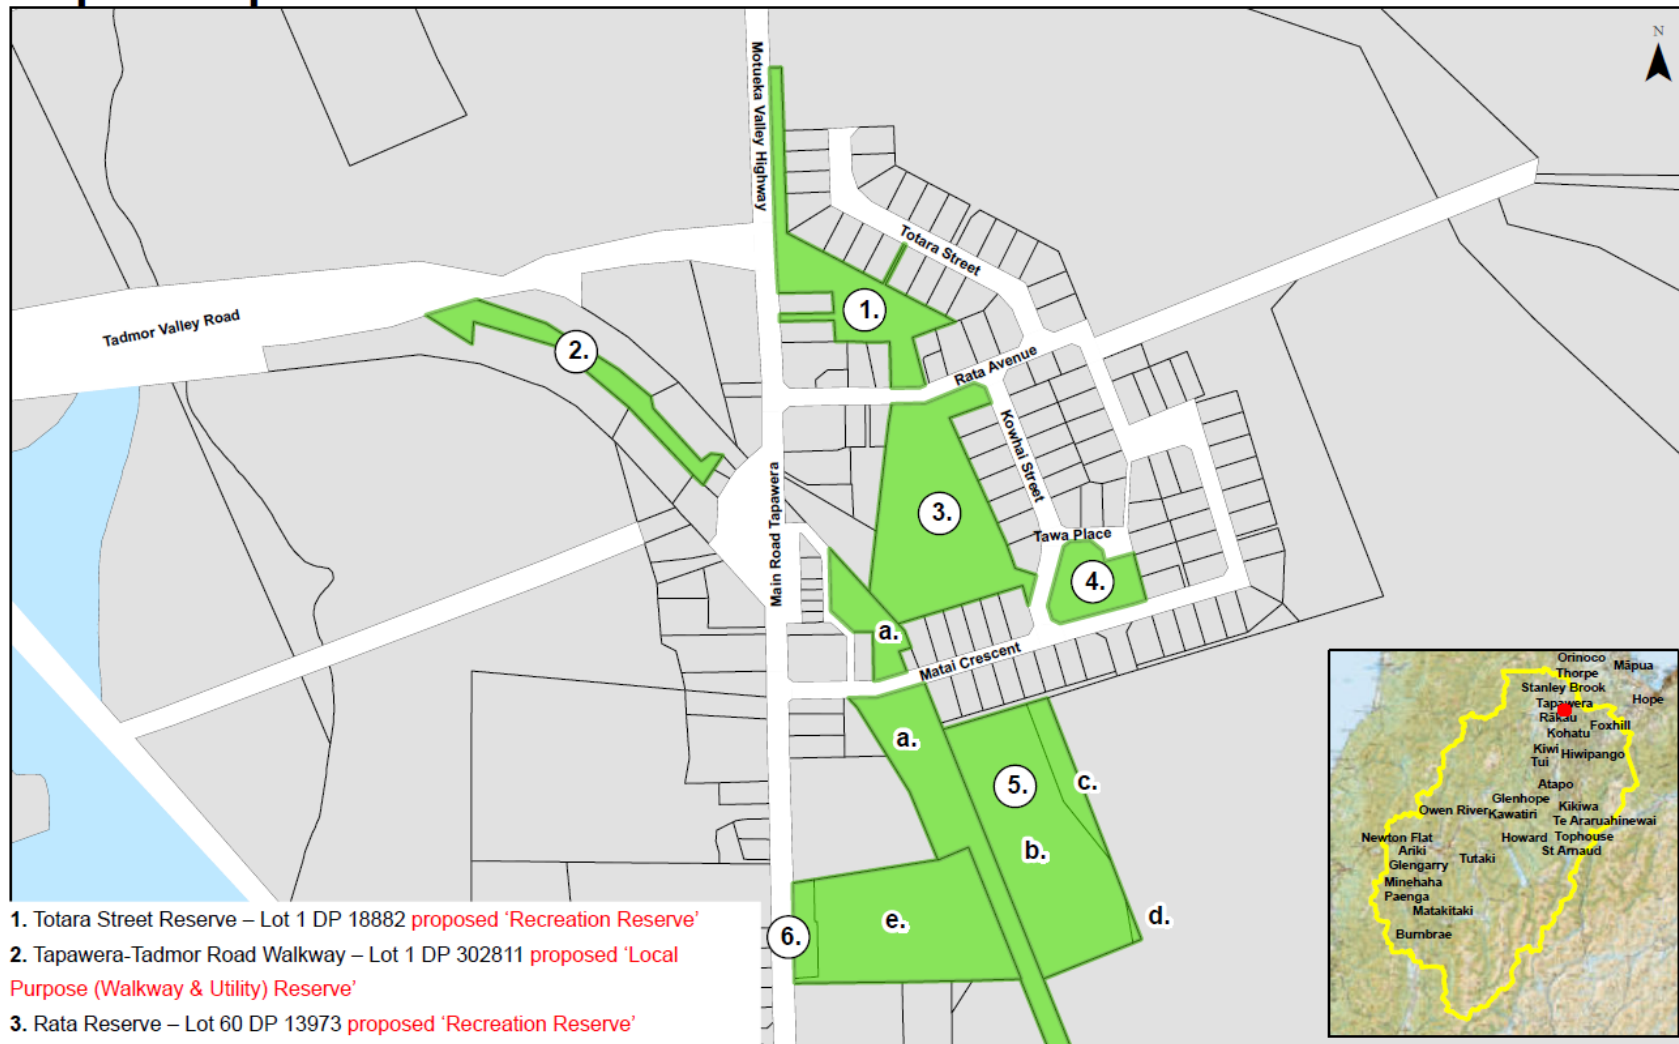 N
Motueka Valley Highway
Totara Street
1.
Tadmor Valley Road
2.
Rata Avenue
Kowhai Street
3.
Main Road Tapawera
Tawa Place
4.
a.
Matai Crescent
a.
5.
c.
b.
d.
e.
6.
1. Totara Street Reserve – Lot 1 DP 18882 proposed ‘Recreation Reserve’
2. Tapawera-Tadmor Road Walkway – Lot 1 DP 302811 proposed ‘Local
Purpose (Walkway & Utility) Reserve’
3. Rata Reserve – Lot 60 DP 13973 proposed ‘Recreation Reserve’
Orinoco
Māpua
Thorpe
Stanley Brook
Hope
Tapawera
Rākau
Foxhill
Kohatu
Kiwi
Hiwipango
Tui
Atapo
Glenhope
Kikiwa
Owen River
Kawatiri
Te Araruahinewai
Newton Flat
Howard
Tophouse
Ariki
St Arnaud
Glengarry
Tutaki
Minehaha
Paenga
Matakitaki
Burnbrae